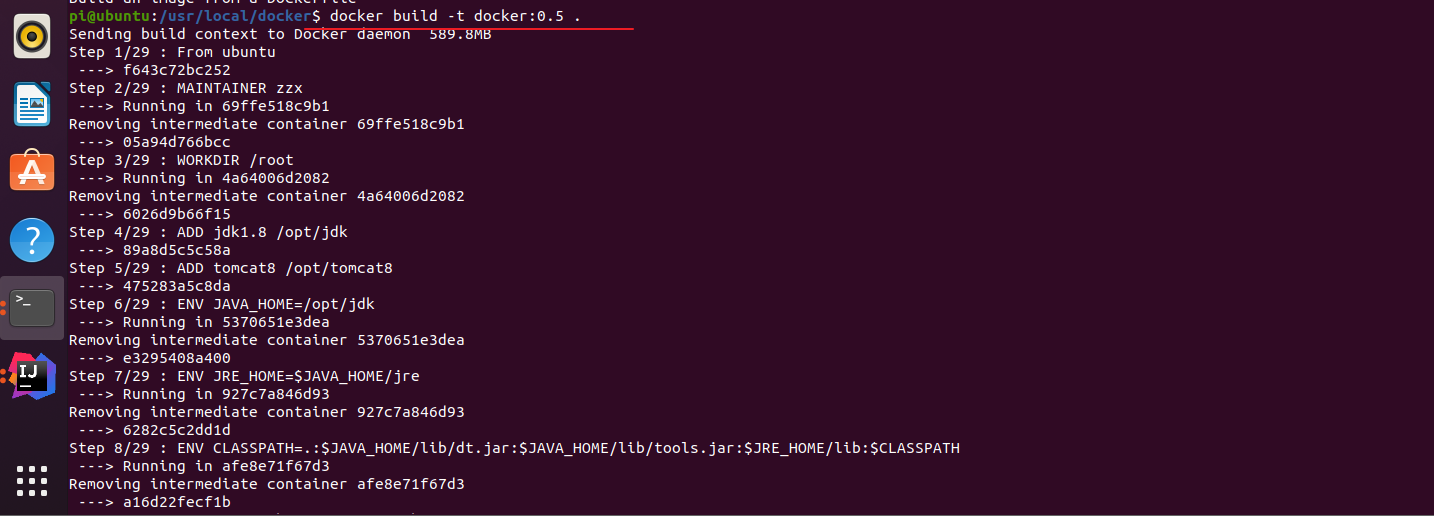 Build an image from a Dockerfile
pi@ubuntu:/usr/local/docker$ docker build -t docker:0.5 .
Sending build context to Docker daemon  589.8MB
Step 1/29 : From ubuntu
 ---> f643c72bc252
Step 2/29 : MAINTAINER zzx
 ---> Running in 69ffe518c9b1
Removing intermediate container 69ffe518c9b1
 ---> 05a94d766bcc
Step 3/29 : WORKDIR /root
 ---> Running in 4a64006d2082
Removing intermediate container 4a64006d2082
 ---> 6026d9b66f15
Step 4/29 : ADD jdk1.8 /opt/jdk
 ---> 89a8d5c5c58a
Step 5/29 : ADD tomcat8 /opt/tomcat8
 ---> 475283a5c8da
Step 6/29 : ENV JAVA_HOME=/opt/jdk
 ---> Running in 5370651e3dea
Removing intermediate container 5370651e3dea
 ---> e3295408a400
Step 7/29 : ENV JRE_HOME=$JAVA_HOME/jre
 ---> Running in 927c7a846d93
Removing intermediate container 927c7a846d93
 ---> 6282c5c2dd1d
Step 8/29 : ENV CLASSPATH=.:$JAVA_HOME/lib/dt.jar:$JAVA_HOME/lib/tools.jar:$JRE_HOME/lib:$CLASSPATH
 ---> Running in afe8e71f67d3
Removing intermediate container afe8e71f67d3
 ---> a16d22fecf1b
>_
IJ